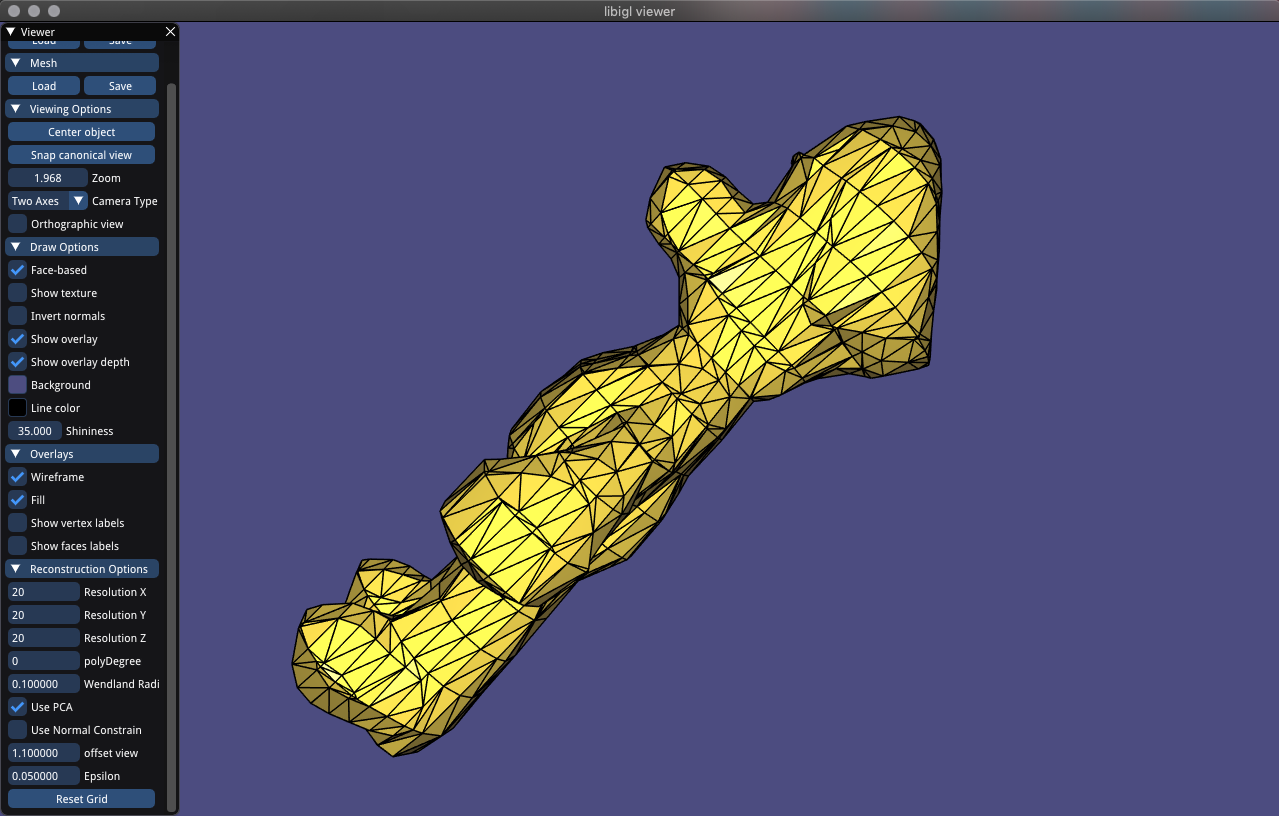 libigl viewer
Viewer
Load Save
Mesh
Load Save
Viewing Options
Center object
Snap canonical view
1.968 Zoom
Two Axes Camera Type
Orthographic view
Draw Options
Face-based
Show texture
Invert normals
Show overlay
Show overlay depth
Background
Line color
35.000 Shininess
Overlays
Wireframe
Fill
Show vertex labels
Show faces labels
Reconstruction Options
20 Resolution X
20 Resolution Y
20 Resolution Z
0 polyDegree
0.100000 Wendland Radi
Use PCA
Use Normal Constrain
1.100000 offset view
0.050000 Epsilon
Reset Grid